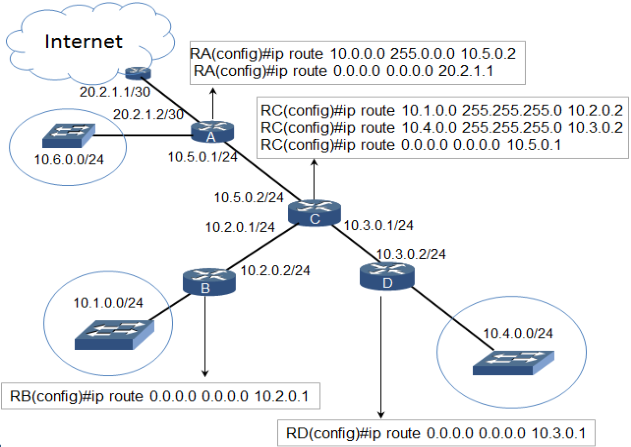 Internet
RA(config)#ip route 10.0.0.0 255.0.0.0 10.5.0.2
RA(config)#ip route 0.0.0.0 0.0.0.0 20.2.1.1
20.2.1.1/30
20.2.1.2/30
RC(config)#ip route 10.1.0.0 255.255.255.0 10.2.0.2
RC(config)#ip route 10.4.0.0 255.255.255.0 10.3.0.2
RC(config)#ip route 0.0.0.0 0.0.0.0 10.5.0.1
A
10.6.0.0/24
10.5.0.1/24
10.5.0.2/24
C
10.2.0.1/24
10.3.0.1/24
10.3.0.2/24
10.2.0.2/24
B
D
10.1.0.0/24
10.4.0.0/24
RB(config)#ip route 0.0.0.0 0.0.0.0 10.2.0.1
RD(config)#ip route 0.0.0.0 0.0.0.0 10.3.0.1